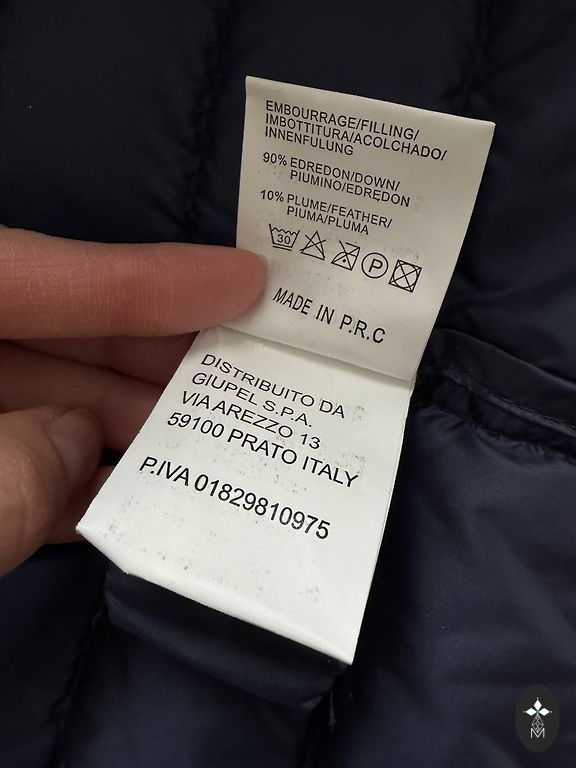 EMBOURRAGE/FILLING/
IMBOTTITURA/ACOLCHADO/
INNENFULUNG
90% EDREDON/DOWN/
PIUMINO/EDREDON
10% PLUME/FEATHER/
PIUMA/PLUMA
30
P
MADE IN P.R.C
DISTRIBUITO DA
GIUPEL S.P.A.
VIA AREZZO 13
59100 PRATO ITALY
P.IVA 01829810975
M